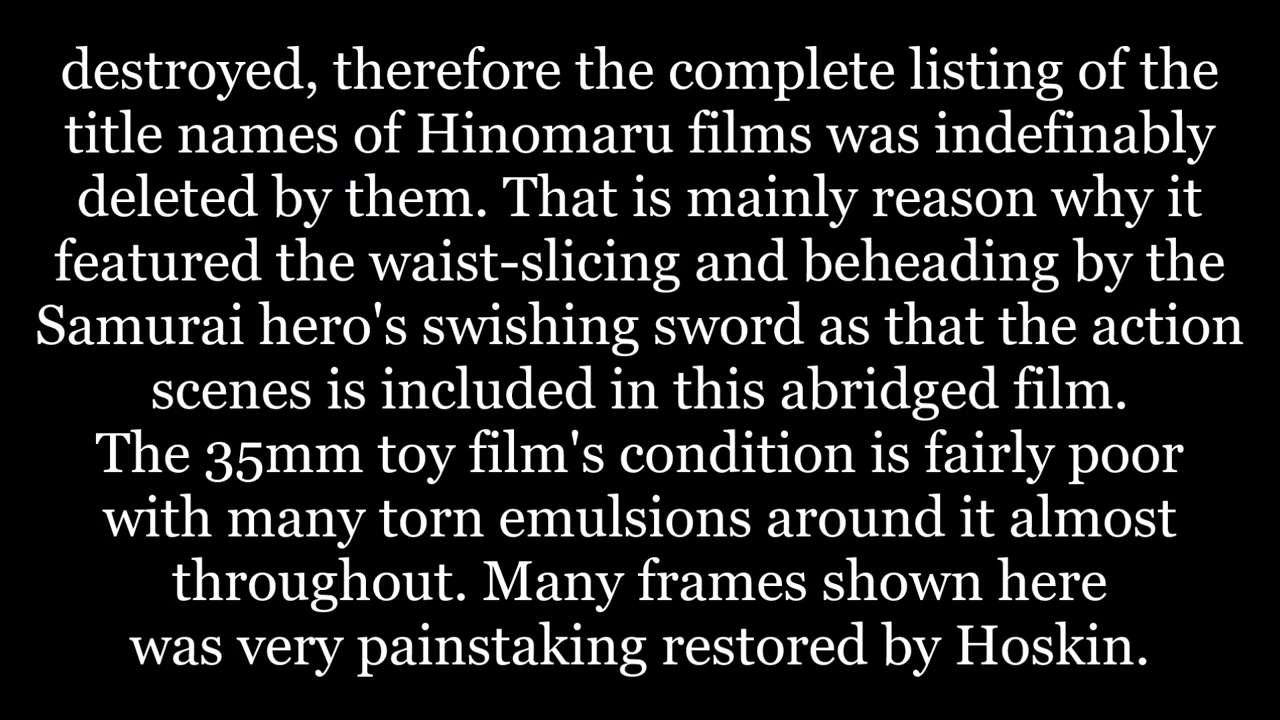 destroyed, therefore the complete listing of the
title names of Hinomaru films was indefinably
deleted by them. That is mainly reason why it
featured the waist-slicing and beheading by the
Samurai hero's swishing sword as that the action
scenes is included in this abridged film.
The 35mm toy film's condition is fairly poor
with many torn emulsions around it almost
throughout. Many frames shown here
was very painstaking restored by Hoskin.